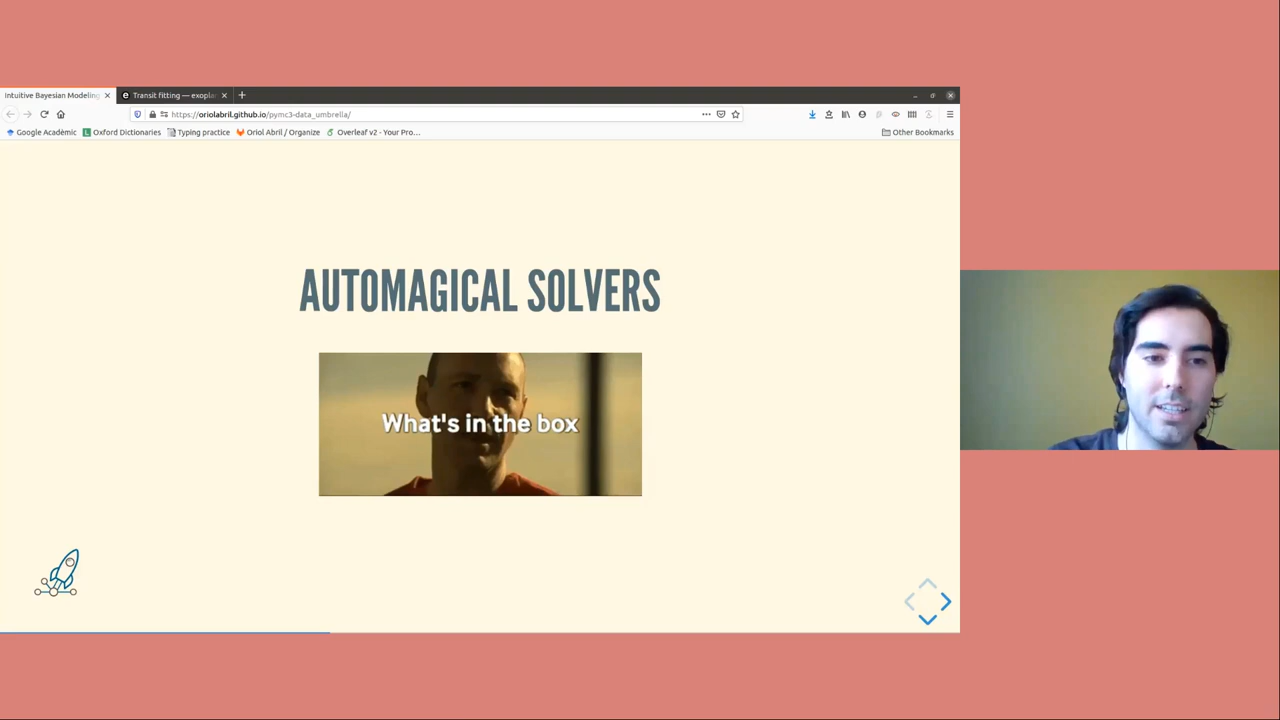 Intuitive Bayesian Modeling
Transit fitting — exopla
https://oriolabril.github.io/pymc3-data_umbrella/
Google Acadèmic
Oxford Dictionaries
Typing practice
Oriol Abril / Organize
Overleaf v2 - Your Pro...
Other Bookmarks
AUTOMAGICAL SOLVERS
What's in the box